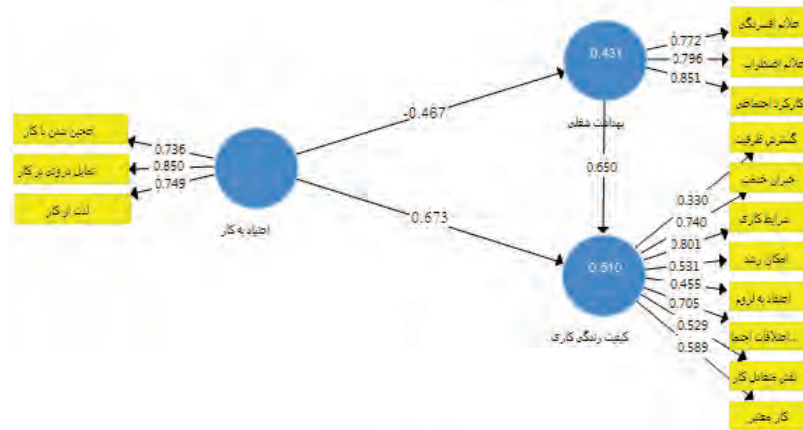 علائم افسردگی
0.772
0.431
0.796
علائم اضطراب
0.851
کارکرد اجتماعی
-0.467
بهداشت شغلی
عجین شدن با کار
0.736
گسترش ظرفیت
تمایل درونی در کار
0.850
0.650
0.330
جبران خدمت
0.749
0.740
لذت از کار
0.673
0.801
شرایط کاری
اعتیاد به کار
0.531
امکان رشد
0.610
0.455
اعتقاد به لزوم
0.705
کیفیت زندگی کاری
0.529
...اختلافات اجتما
0.589
نقش متعادل کار
کار معتبر